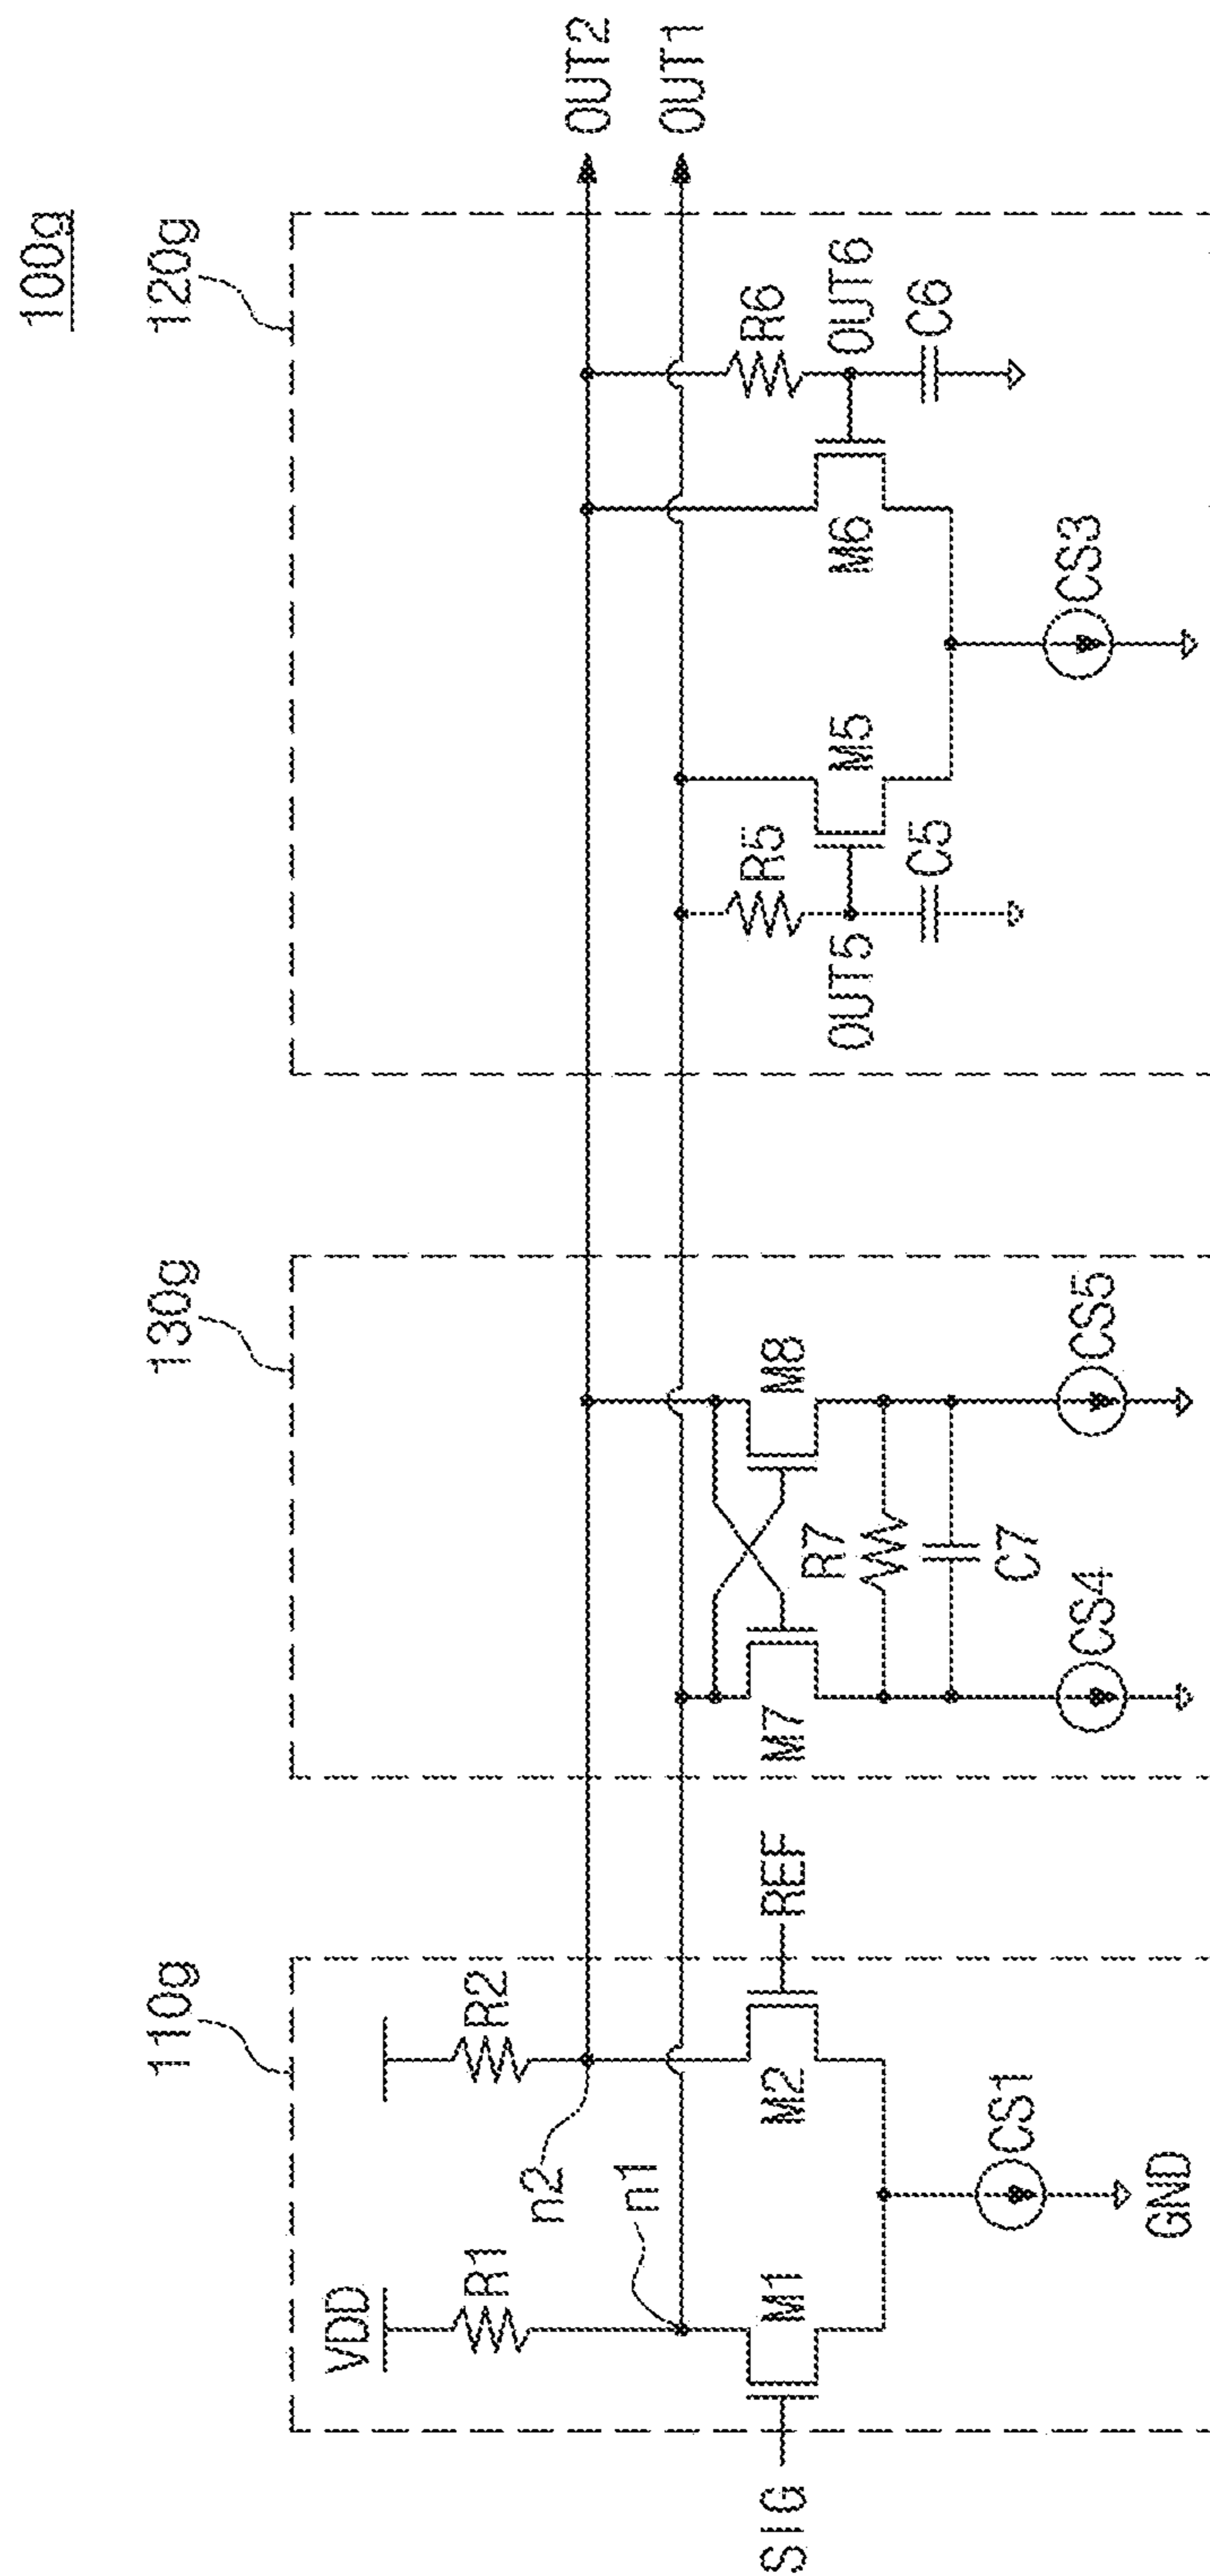 100g
110g
130g
120g
VDD
R1
R2
n2
n1
SIG
M1
M2
REF
CS1
GND
M7
M8
R7
C7
CS4
CS5
OUT2
OUT1
R5
OUT5
M5
C5
R6
OUT6
M6
C6
CS3